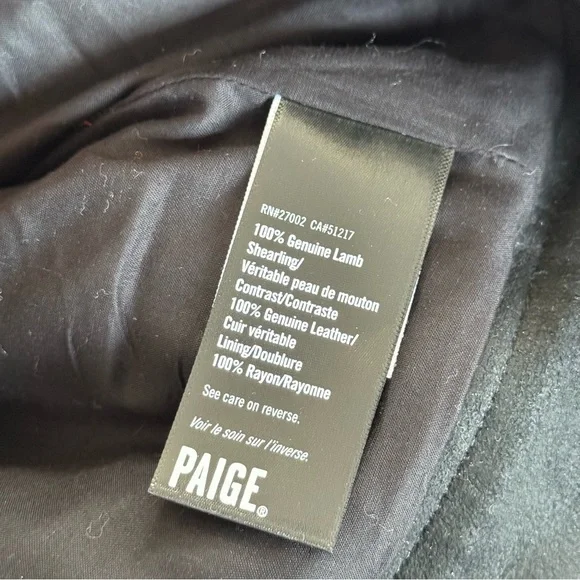 RN#27002 CA#51217
100% Genuine Lamb
Shearling/
Véritable peau de mouton
Contrast/Contraste
100% Genuine Leather/
Cuir véritable
Lining/Doublure
100% Rayon/Rayonne
See care on reverse.
Voir le soin sur l'inverse.
PAIGE®